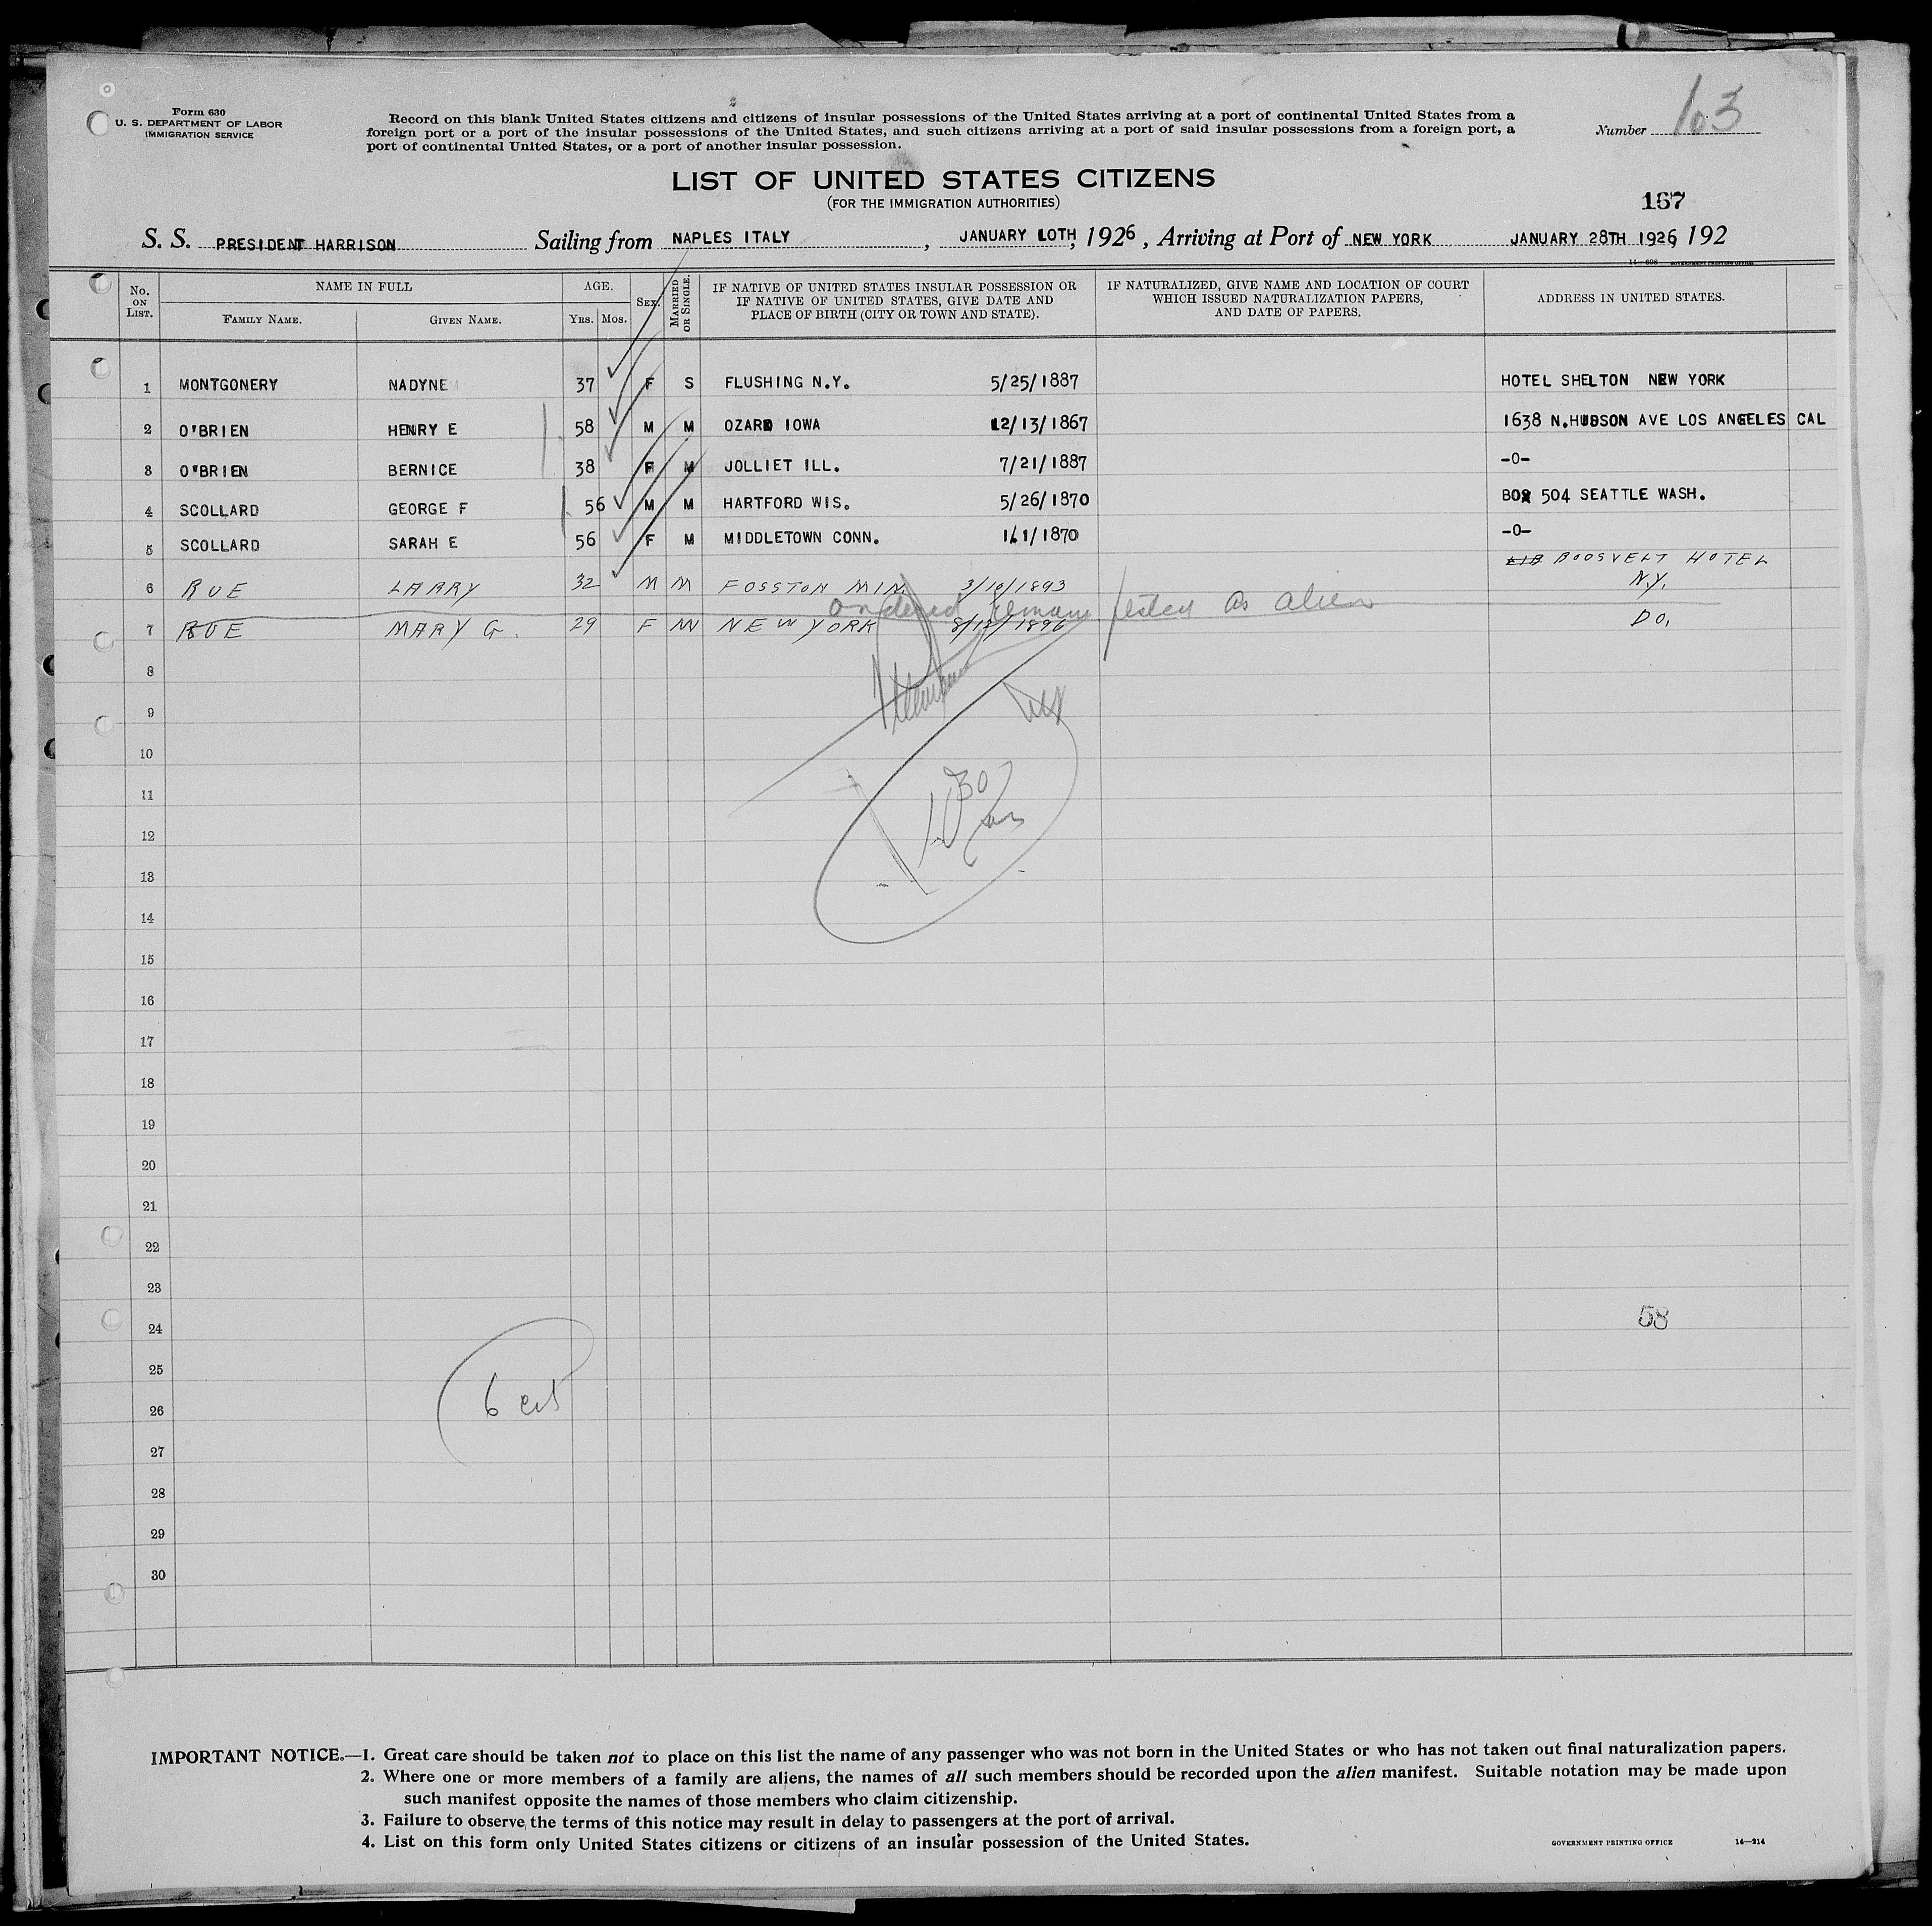 Form 630
U. S. DEPARTMENT OF LABOR
IMMIGRATION SERVICE
Record on this blank United States citizens and citizens of insular possessions of the United States arriving at a port of continental United States from a
foreign port or a port of the insular possessions of the United States, and such citizens arriving at a port of said insular possessions from a foreign port, a
port of continental United States, or a port of another insular possession.
Number 163
LIST OF UNITED STATES CITIZENS
(FOR THE IMMIGRATION AUTHORITIES)
167
S. S. PRESIDENT HARRISON Sailing from NAPLES ITALY, JANUARY LOTH, 1926, Arriving at Port of NEW YORK JANUARY 28TH 1926, 192
No. ON LIST. NAME IN FULL FAMILY NAME. GIVEN NAME. AGE. YRS. MOS. SEX. MARRIED OR SINGLE. IF NATIVE OF UNITED STATES INSULAR POSSESSION OR IF NATIVE OF UNITED STATES, GIVE DATE AND PLACE OF BIRTH (CITY OR TOWN AND STATE). IF NATURALIZED, GIVE NAME AND LOCATION OF COURT WHICH ISSUED NATURALIZATION PAPERS, AND DATE OF PAPERS. ADDRESS IN UNITED STATES.
1 MONTGONERY NADYNE 37 F S FLUSHING N.Y. 5/25/1887 HOTEL SHELTON NEW YORK
2 O'BRIEN HENRY E 58 M M OZARD IOWA 12/13/1867 1638 N.HUDSON AVE LOS ANGELES CAL
3 O'BRIEN BERNICE 38 F M JOLLIET ILL. 7/21/1887 -O-
4 SCOLLARD GEORGE F 56 M M HARTFORD WIS. 5/26/1870 BOX 504 SEATTLE WASH.
5 SCOLLARD SARAH E 56 F M MIDDLETOWN CONN. 1/1/1870 -O-
6 RUE LARRY 32 M M FOSSTON MIN. 3/10/1893 ROOSVELT HOTEL N.Y.
ordered remanifested as alien
7 RUE MARY G. 29 F M NEW YORK 8/12/1896 DO.
8
9
10
11
12
13
14
15
16
17
18
19
20
21
22
23
24
25
26
27
28
29
30
58
IMPORTANT NOTICE.—1. Great care should be taken not to place on this list the name of any passenger who was not born in the United States or who has not taken out final naturalization papers.
2. Where one or more members of a family are aliens, the names of all such members should be recorded upon the alien manifest. Suitable notation may be made upon
such manifest opposite the names of those members who claim citizenship.
3. Failure to observe the terms of this notice may result in delay to passengers at the port of arrival.
4. List on this form only United States citizens or citizens of an insular possession of the United States.
GOVERNMENT PRINTING OFFICE 14—214